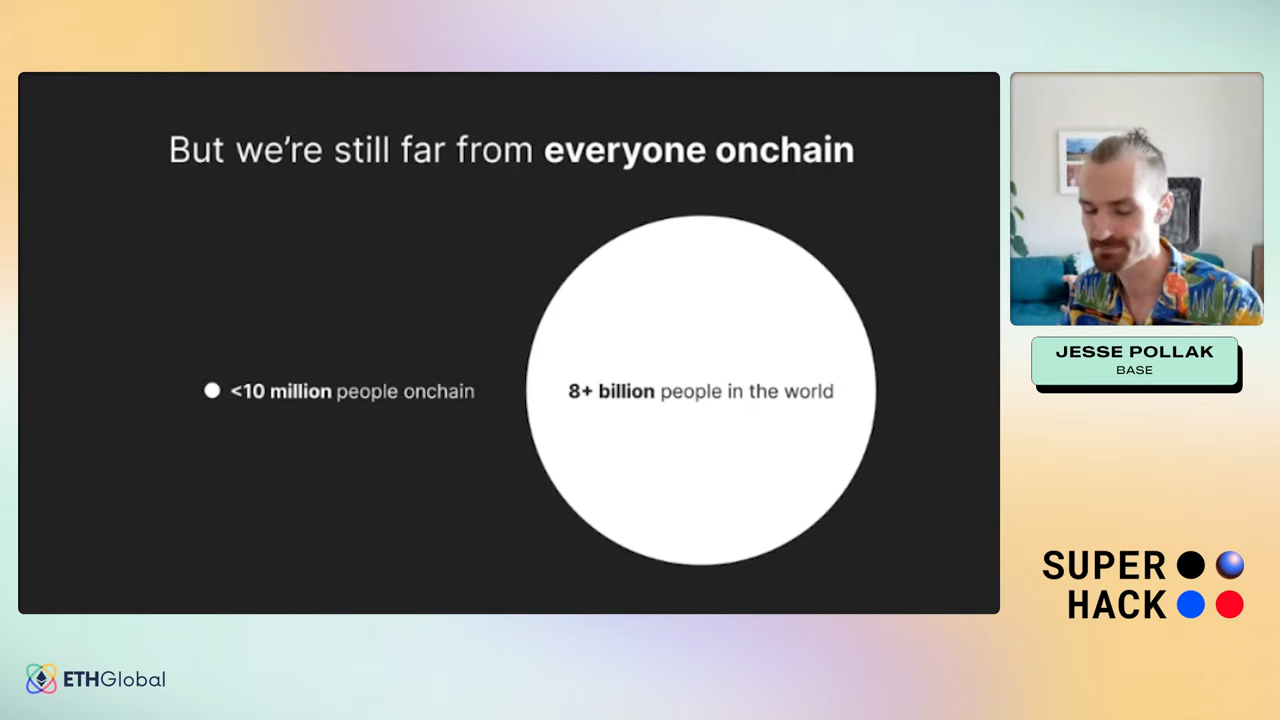 But we're still far from everyone onchain
<10 million people onchain
8+ billion people in the world
JESSE POLLAK
BASE
SUPER
HACK
ETHGlobal